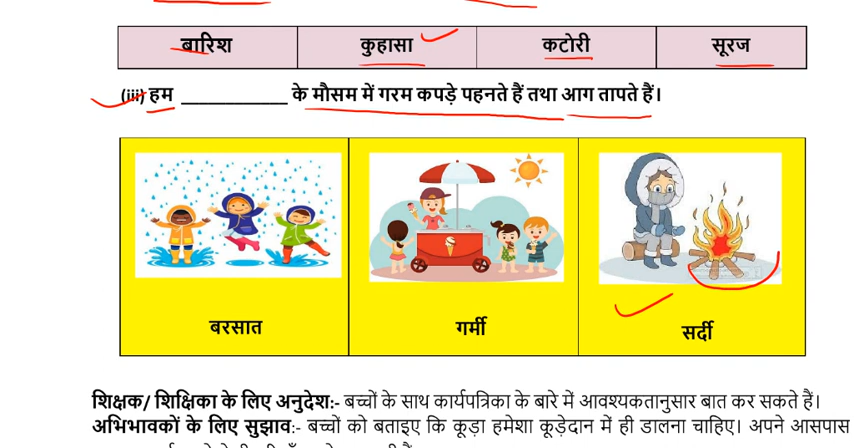 बारिश कुहासा कटोरी सूरज
(iii) हम ____________ के मौसम में गरम कपड़े पहनते हैं तथा आग तापते हैं।
बरसात गर्मी सर्दी
शिक्षक/ शिक्षिका के लिए अनुदेश:- बच्चों के साथ कार्यपत्रिका के बारे में आवश्यकतानुसार बात कर सकते हैं।
अभिभावकों के लिए सुझाव:- बच्चों को बताइए कि कूड़ा हमेशा कूड़ेदान में ही डालना चाहिए। अपने आसपास